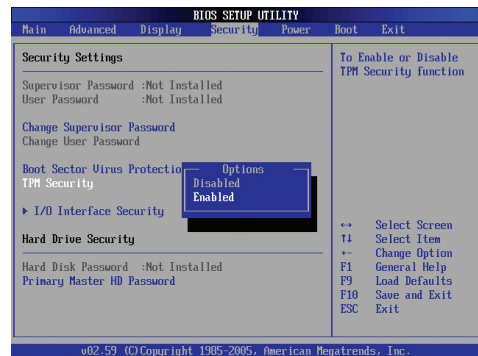 BIOS SETUP UTILITY
Main Advanced Display Security Power Boot Exit
Security Settings
Supervisor Password :Not Installed
User Password :Not Installed
Change Supervisor Password
Change User Password
Boot Sector Virus Protectio
TPM Security
I/O Interface Security
Hard Drive Security
Hard Disk Password :Not Installed
Primary Master HD Password
Options
Disabled
Enabled
To Enable or Disable
TPM Security function
↔ Select Screen
↑↓ Select Item
+- Change Option
F1 General Help
F9 Load Defaults
F10 Save and Exit
ESC Exit
v02.59 (C)Copyright 1985-2005, American Megatrends, Inc.